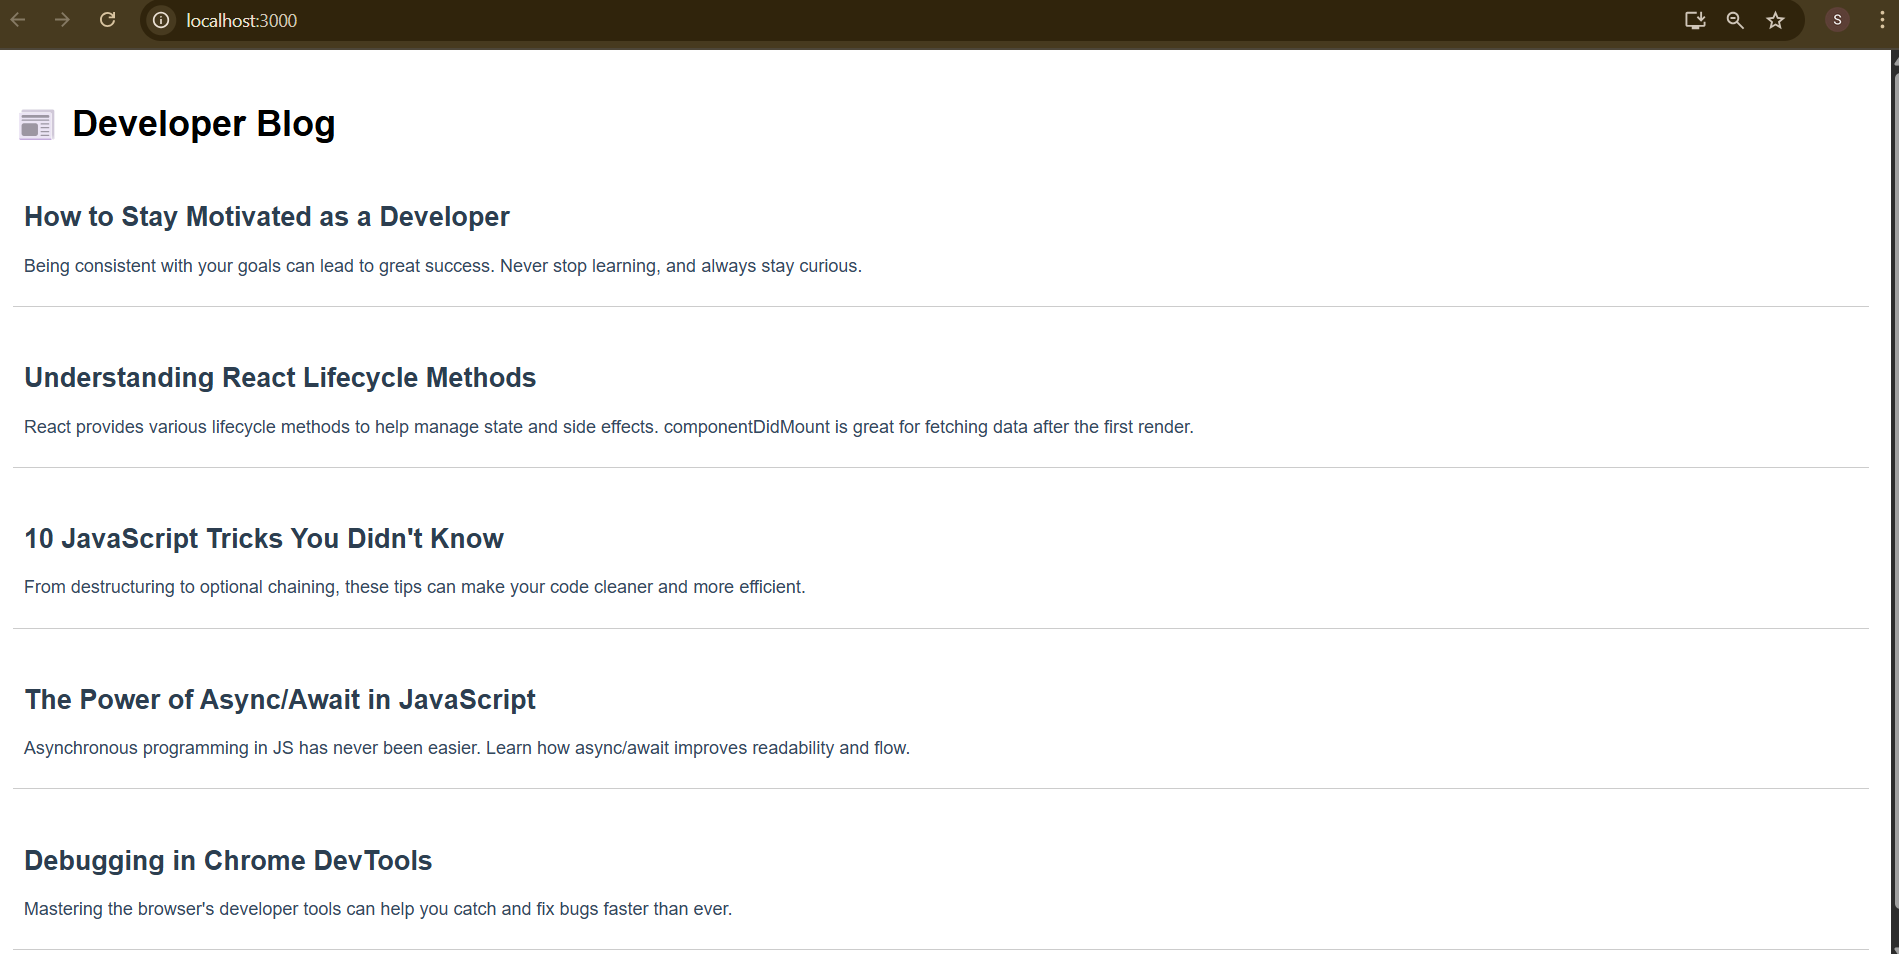 localhost:3000
S
Developer Blog
How to Stay Motivated as a Developer
Being consistent with your goals can lead to great success. Never stop learning, and always stay curious.
Understanding React Lifecycle Methods
React provides various lifecycle methods to help manage state and side effects. componentDidMount is great for fetching data after the first render.
10 JavaScript Tricks You Didn't Know
From destructuring to optional chaining, these tips can make your code cleaner and more efficient.
The Power of Async/Await in JavaScript
Asynchronous programming in JS has never been easier. Learn how async/await improves readability and flow.
Debugging in Chrome DevTools
Mastering the browser's developer tools can help you catch and fix bugs faster than ever.